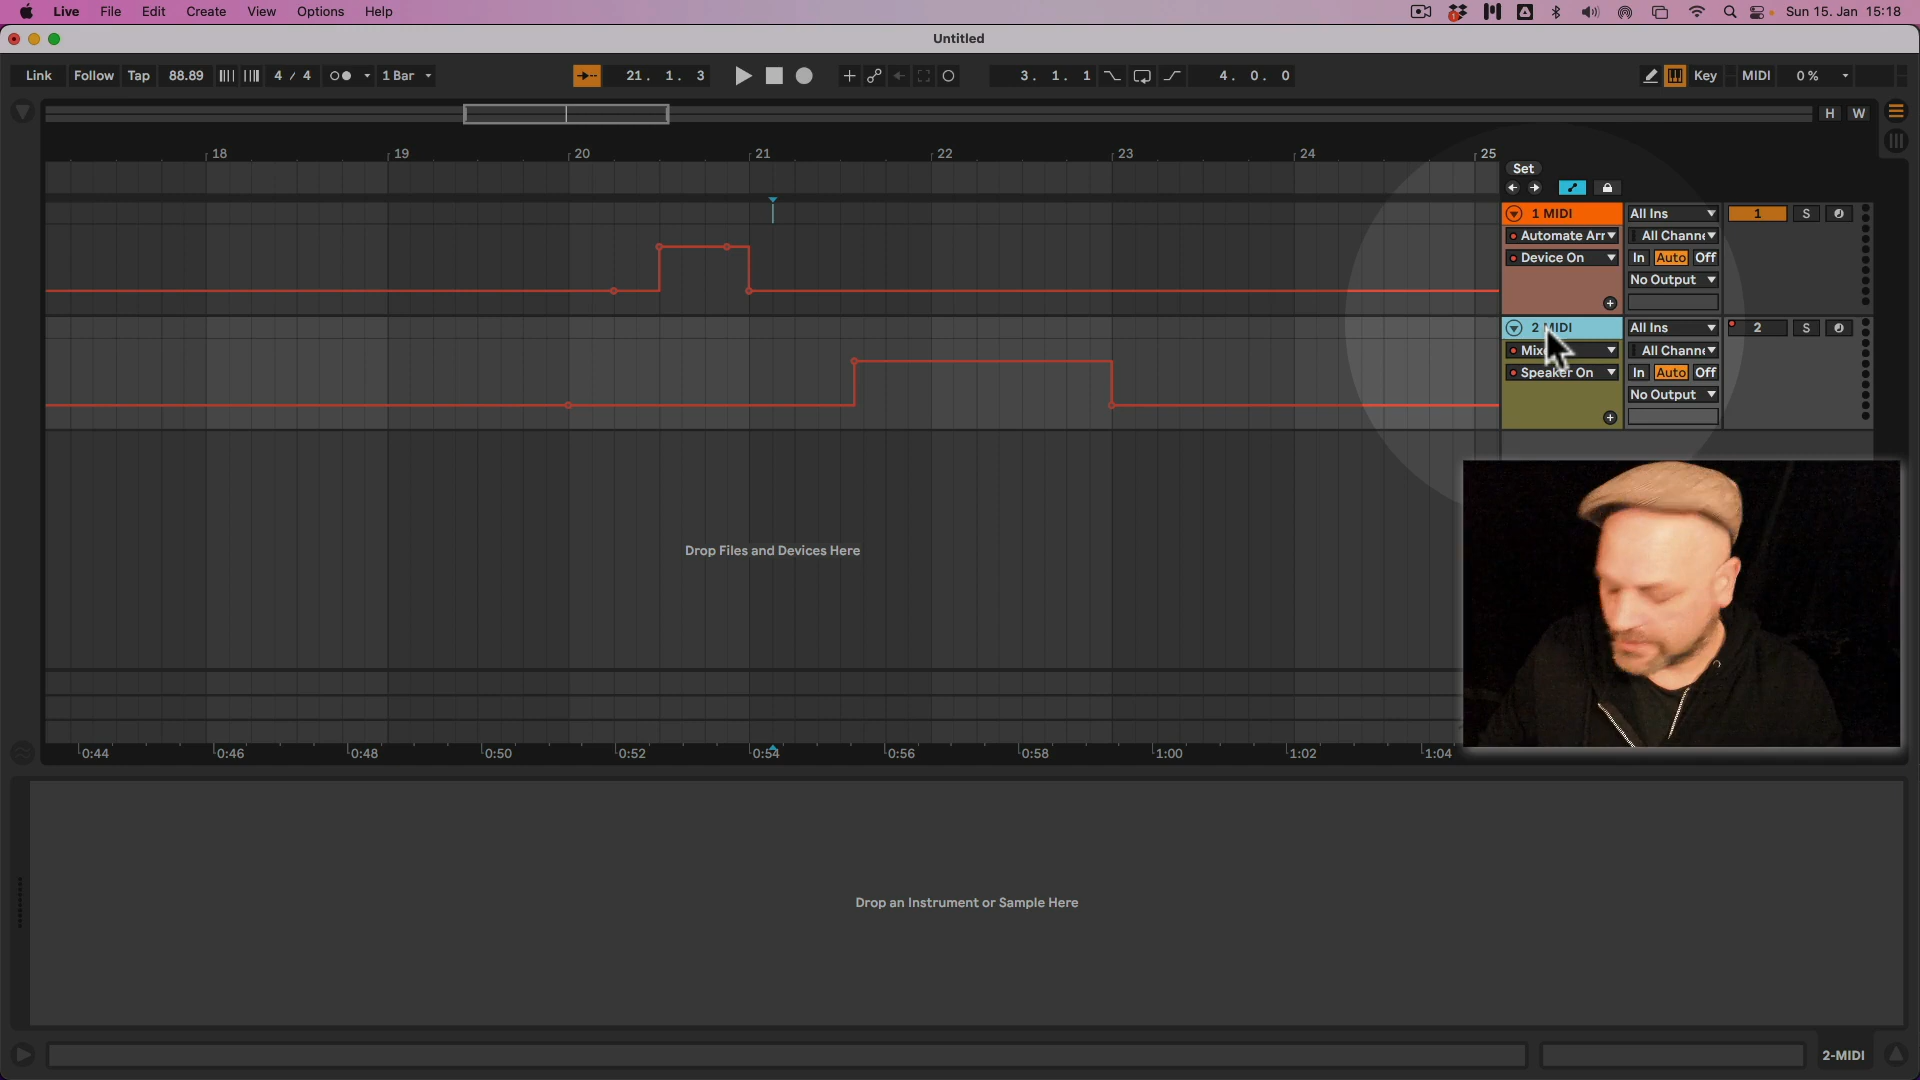 Live File Edit Create View Options Help
Sun 15. Jan 15:18
Untitled
Link Follow Tap 88.89 4 / 4 1 Bar 21. 1. 3 3. 1. 1 4. 0. 0 Key MIDI 0 %
H W
18 19 20 21 22 23 24 25
Set
1 MIDI All Ins 1 S
Automate Arr All Channe
Device On In Auto Off
No Output
2 MIDI All Ins 2 S
All Channe
Speaker On In Auto Off
No Output
Drop Files and Devices Here
0:44 0:46 0:48 0:50 0:52 0:54 0:56 0:58 1:00 1:02 1:04
Drop an Instrument or Sample Here
2-MIDI